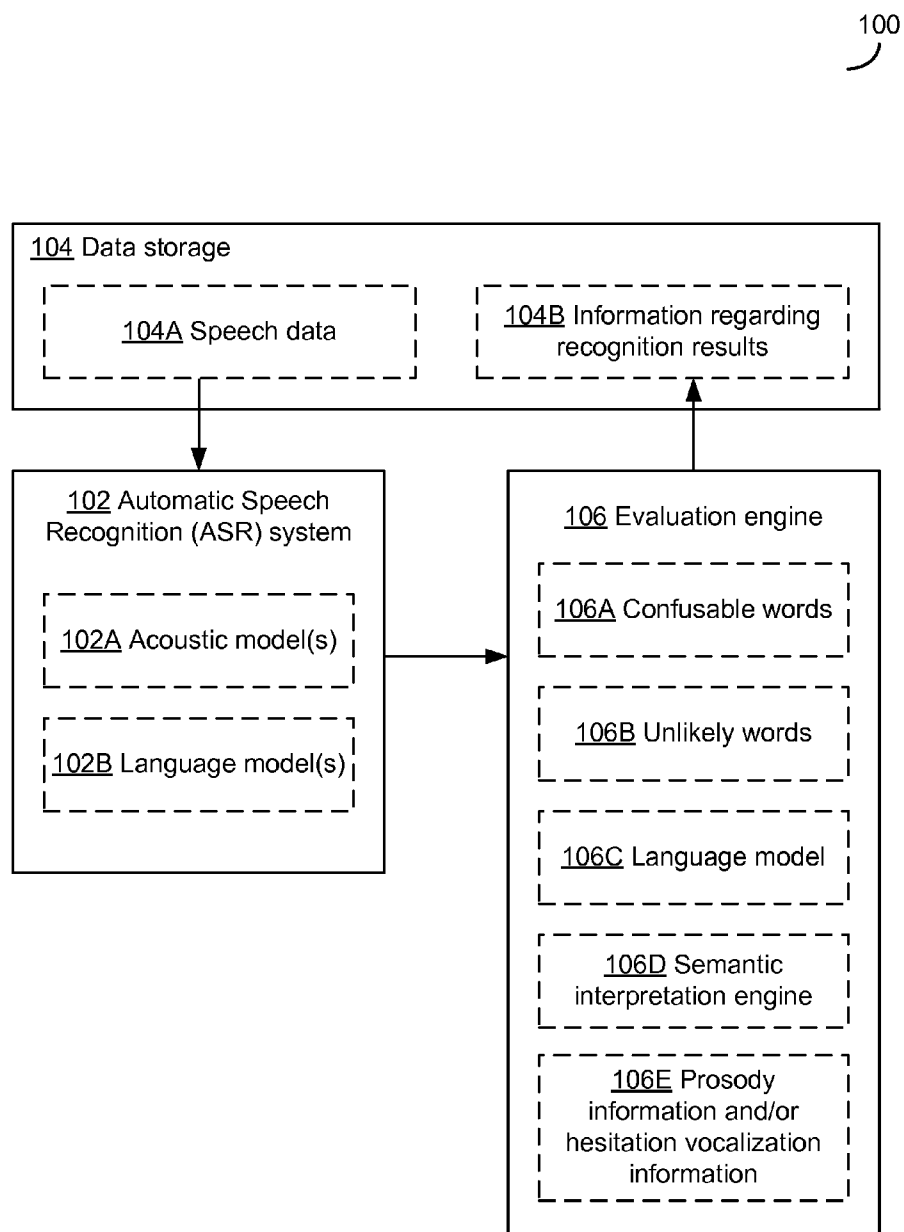 100
104 Data storage
104A Speech data
104B Information regarding
recognition results
102 Automatic Speech
Recognition (ASR) system
102A Acoustic model(s)
102B Language model(s)
106 Evaluation engine
106A Confusable words
106B Unlikely words
106C Language model
106D Semantic
interpretation engine
106E Prosody
information and/or
hesitation vocalization
information